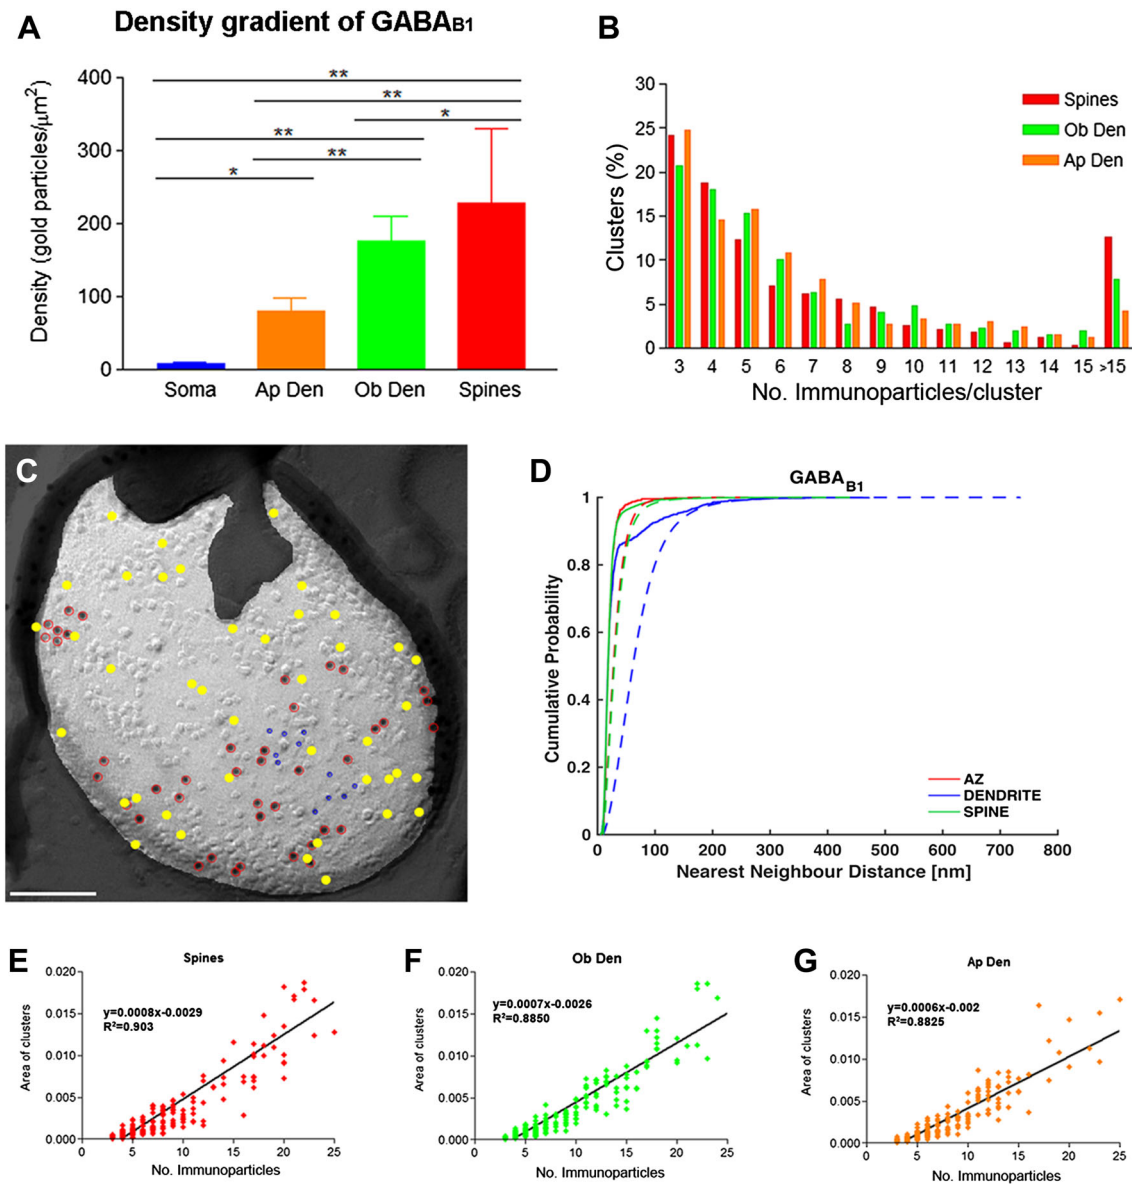 A
Density gradient of GABAB1
Density (gold particles/μm2)
400
300
200
100
0
**
**
*
**
**
*
Soma Ap Den Ob Den Spines
B
Clusters (%)
30
25
20
15
10
5
0
Spines
Ob Den
Ap Den
3 4 5 6 7 8 9 10 11 12 13 14 15 >15
No. Immunoparticles/cluster
C
D
GABAB1
Cumulative Probability
1
0.8
0.6
0.4
0.2
0
AZ
DENDRITE
SPINE
0 100 200 300 400 500 600 700 800
Nearest Neighbour Distance [nm]
E
Spines
Area of clusters
0.020
0.015
0.010
0.005
0.000
y=0.0008x-0.0029
R²=0.903
0 5 10 15 20 25
No. Immunoparticles
F
Ob Den
Area of clusters
0.020
0.015
0.010
0.005
0.000
y=0.0007x-0.0026
R²=0.8850
0 5 10 15 20 25
No. Immunoparticles
G
Ap Den
Area of clusters
0.020
0.015
0.010
0.005
0.000
y=0.0006x-0.002
R²=0.8825
0 5 10 15 20 25
No. Immunoparticles